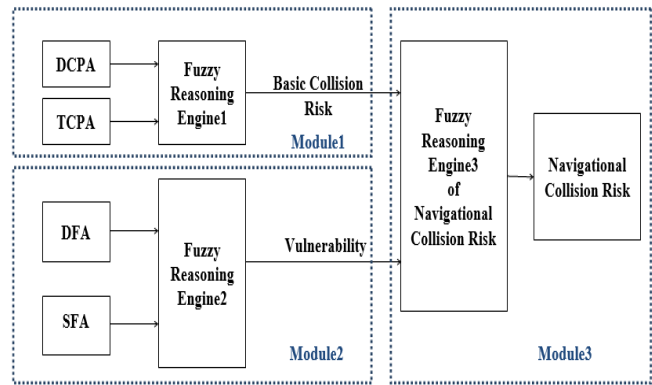 DCPA
TCPA
Fuzzy
Reasoning
Engine1
Basic Collision
Risk
Module1
DFA
SFA
Fuzzy
Reasoning
Engine2
Vulnerability
Module2
Fuzzy
Reasoning
Engine3
of
Navigational
Collision Risk
Navigational
Collision Risk
Module3